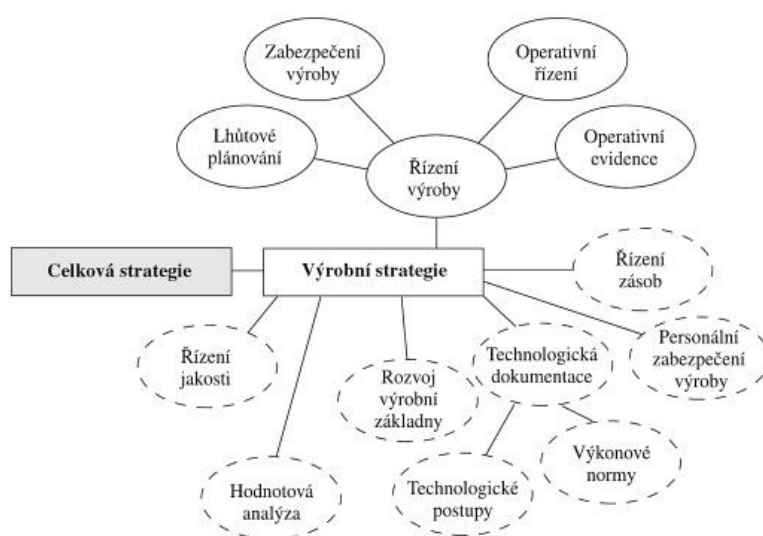 Zabezpečení
výroby
Operativní
řízení
Lhůtové
plánování
Operativní
evidence
Řízení
výroby
Celková strategie
Výrobní strategie
Řízení
zásob
Řízení
jakosti
Rozvoj
výrobní
základny
Technologická
dokumentace
Personální
zabezpečení
výroby
Hodnotová
analýza
Technologické
postupy
Výkonové
normy